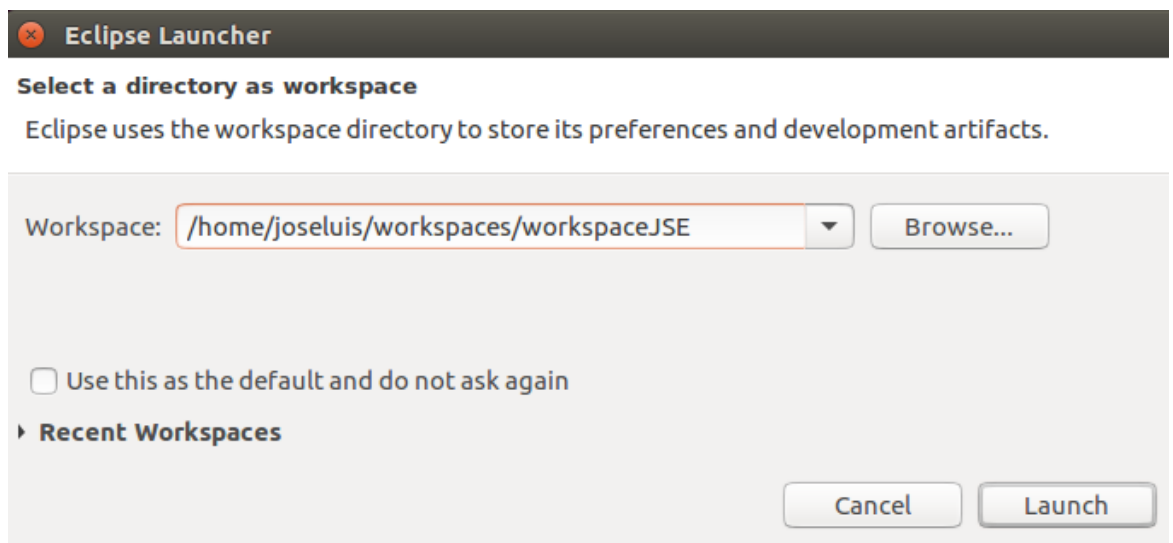 Eclipse Launcher
Select a directory as workspace
Eclipse uses the workspace directory to store its preferences and development artifacts.
Workspace: /home/joseluis/workspaces/workspaceJSE Browse...
Use this as the default and do not ask again
Recent Workspaces
Cancel Launch